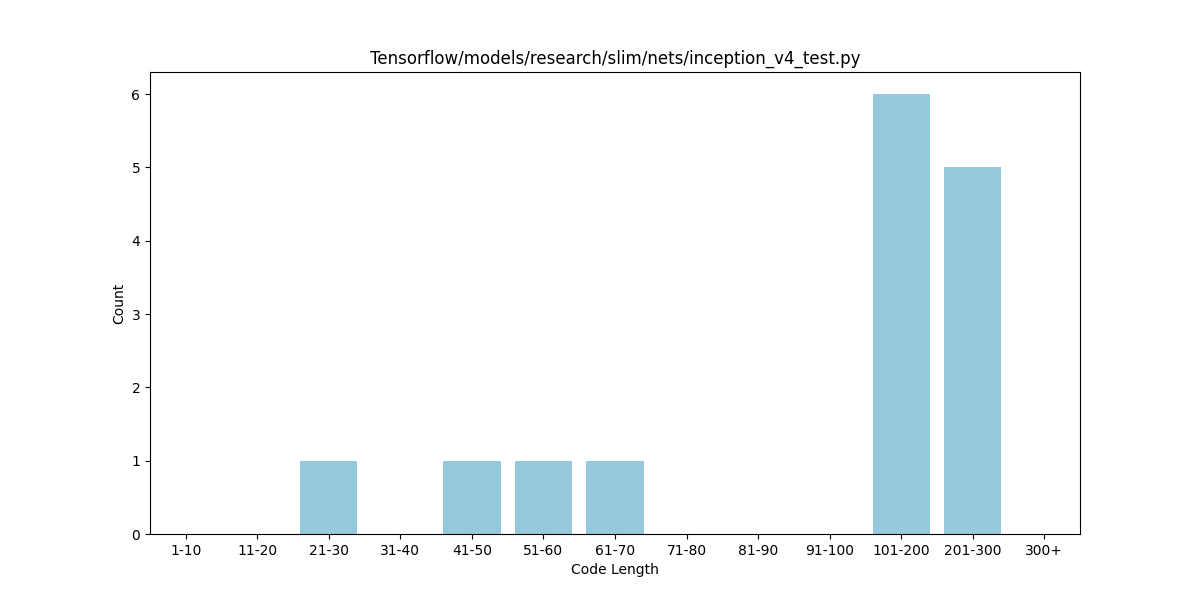 Tensorflow/models/research/slim/nets/inception_v4_test.py
6
5
4
3
2
1
0
Count
1-10 11-20 21-30 31-40 41-50 51-60 61-70 71-80 81-90 91-100 101-200 201-300 300+
Code Length